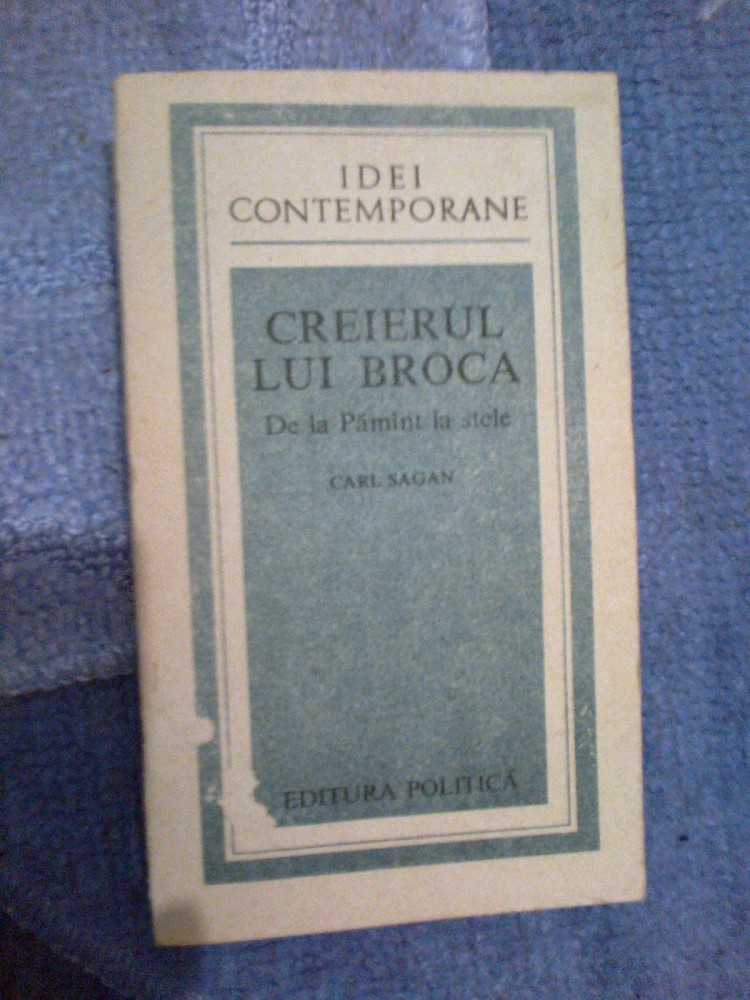 IDEI
CONTEMPORANE
CREIERUL
LUI BROCA
De la Pămînt la stele
CARL SAGAN
EDITURA POLITICĂ